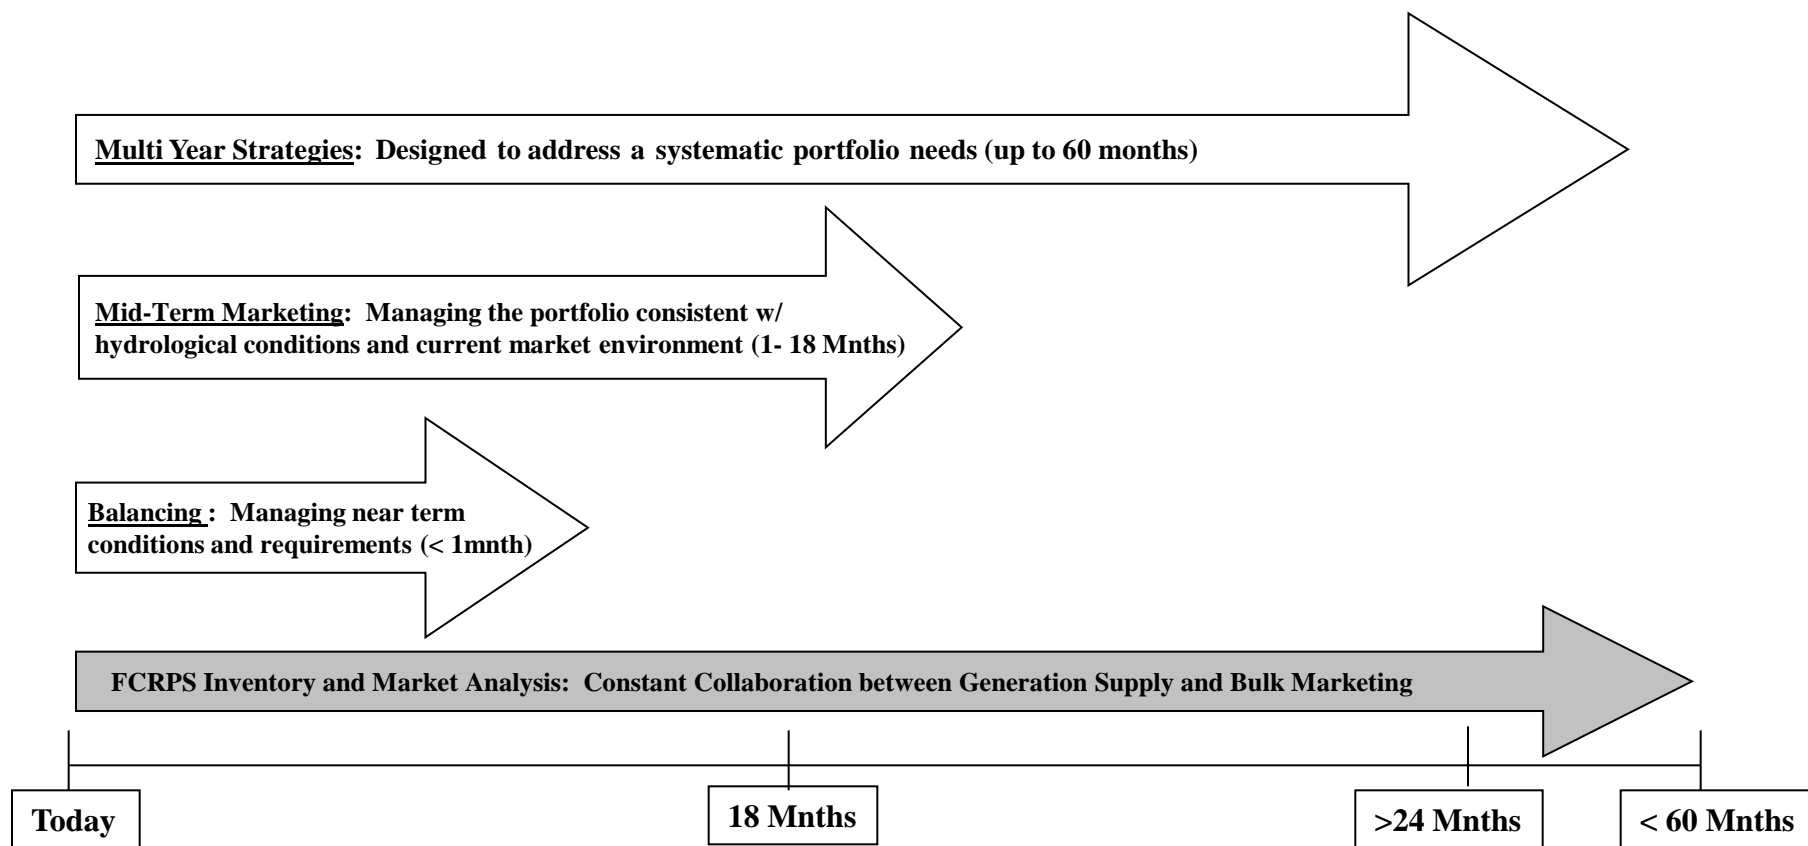 Multi Year Strategies: Designed to address a systematic portfolio needs (up to 60 months)
Mid-Term Marketing: Managing the portfolio consistent w/
hydrological conditions and current market environment (1- 18 Mnths)
Balancing : Managing near term
conditions and requirements (< 1mnth)
FCRPS Inventory and Market Analysis: Constant Collaboration between Generation Supply and Bulk Marketing
Today
18 Mnths
>24 Mnths
< 60 Mnths